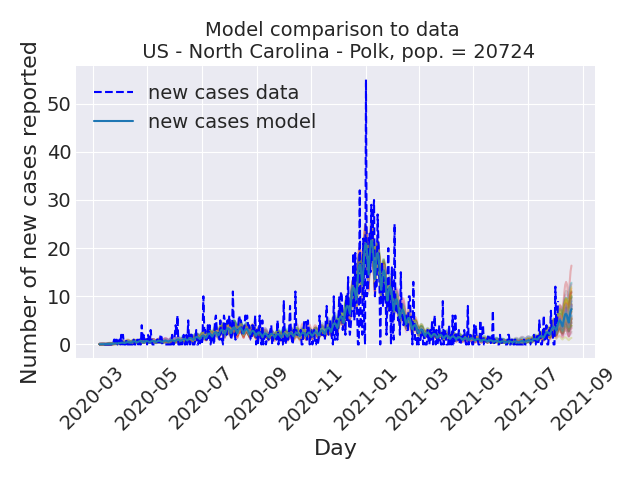 Model comparison to data
US - North Carolina - Polk, pop. = 20724
Number of new cases reported
new cases data
new cases model
50
40
30
20
10
0
2020-03
2020-05
2020-07
2020-09
2020-11
2021-01
2021-03
2021-05
2021-07
2021-09
Day